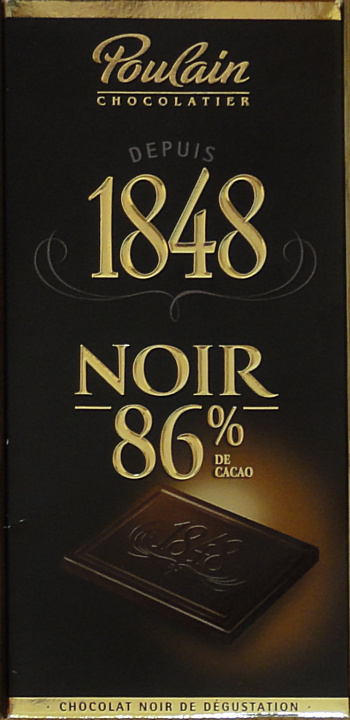 Poulain
CHOCOLATIER
DEPUIS
1848
NOIR
86%
DE
CACAO
1848
· CHOCOLAT NOIR DE DÉGUSTATION ·